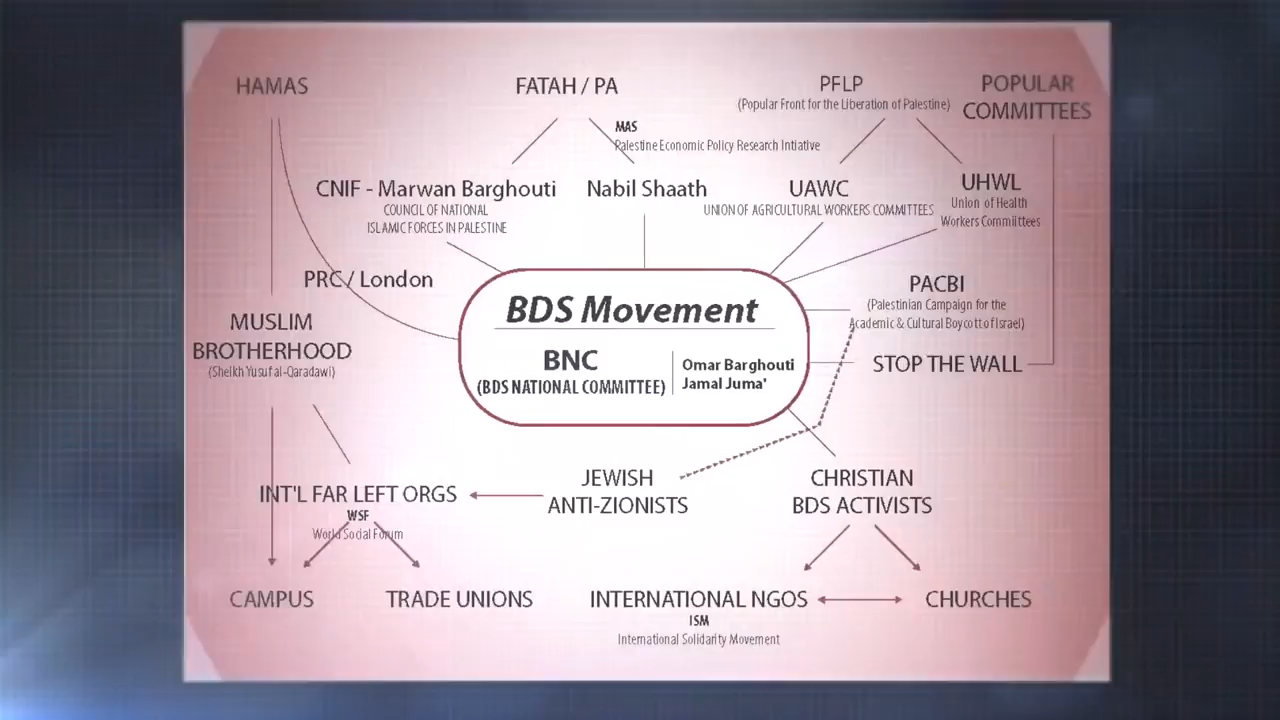 HAMAS
FATAH / PA
PFLP
(Popular Front for the Liberation of Palestine)
POPULAR
COMMITTEES
MAS
Palestine Economic Policy Research Intiative
CNIF - Marwan Barghouti
COUNCIL OF NATIONAL
ISLAMIC FORCES IN PALESTINE
Nabil Shaath
UAWC
UNION OF AGRICULTURAL WORKERS COMMITTEES
UHWL
Union of Health
Workers Commiittees
PRC / London
MUSLIM
BROTHERHOOD
(Sheikh Yusuf al-Qaradawi)
BDS Movement
BNC
(BDS NATIONAL COMMITTEE)
Omar Barghouti
Jamal Juma'
PACBI
(Palestinian Campaign for the
Academic & Cultural Boycott of Israel)
STOP THE WALL
INT'L FAR LEFT ORGS
WSF
World Social Forum
JEWISH
ANTI-ZIONISTS
CHRISTIAN
BDS ACTIVISTS
CAMPUS
TRADE UNIONS
INTERNATIONAL NGOS
ISM
International Solidarity Movement
CHURCHES